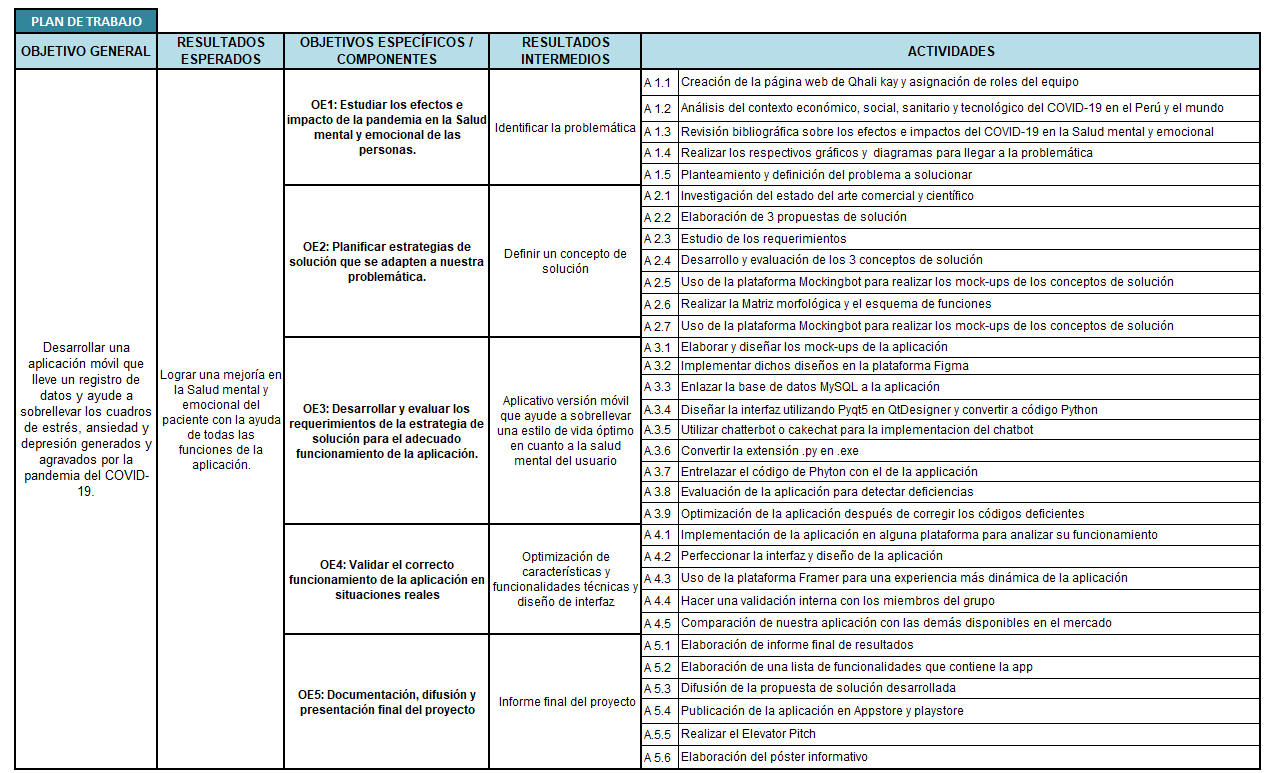 PLAN DE TRABAJO
OBJETIVO GENERAL
RESULTADOS
ESPERADOS
OBJETIVOS ESPECÍFICOS /
COMPONENTES
RESULTADOS
INTERMEDIOS
ACTIVIDADES
Desarrollar una
aplicación móvil que
lleve un registro de
datos y ayude a
sobrellevar los cuadros
de estrés, ansiedad y
depresión generados y
agravados por la
pandemia del COVID-
19.
Lograr una mejoría en
la Salud mental y
emocional del
paciente con la ayuda
de todas las
funciones de la
aplicación.
OE1: Estudiar los efectos e
impacto de la pandemia en la Salud
mental y emocional de las
personas.
Identificar la problemática
A 1.1 Creación de la página web de Qhali kay y asignación de roles del equipo
A 1.2 Análisis del contexto económico, social, sanitario y tecnológico del COVID-19 en el Perú y el mundo
A 1.3 Revisión bibliográfica sobre los efectos e impactos del COVID-19 en la Salud mental y emocional
A 1.4 Realizar los respectivos gráficos y diagramas para llegar a la problemática
A 1.5 Planteamiento y definición del problema a solucionar
OE2: Planificar estrategias de
solución que se adapten a nuestra
problemática.
Definir un concepto de
solución
A 2.1 Investigación del estado del arte comercial y científico
A 2.2 Elaboración de 3 propuestas de solución
A 2.3 Estudio de los requerimientos
A 2.4 Desarrollo y evaluación de los 3 conceptos de solución
A 2.5 Uso de la plataforma Mockingbot para realizar los mock-ups de los conceptos de solución
A 2.6 Realizar la Matriz morfológica y el esquema de funciones
A 2.7 Uso de la plataforma Mockingbot para realizar los mock-ups de los conceptos de solución
OE3: Desarrollar y evaluar los
requerimientos de la estrategia de
solución para el adecuado
funcionamiento de la aplicación.
Aplicativo versión móvil
que ayude a sobrellevar
una estilo de vida óptimo
en cuanto a la salud
mental del usuario
A 3.1 Elaborar y diseñar los mock-ups de la aplicación
A 3.2 Implementar dichos diseños en la plataforma Figma
A 3.3 Enlazar la base de datos MySQL a la aplicación
A 3.4 Diseñar la interfaz utilizando Pyqt5 en QtDesigner y convertir a código Python
A 3.5 Utilizar chatterbot o cakechat para la implementacion del chatbot
A 3.6 Convertir la extensión .py en .exe
A 3.7 Entrelazar el código de Phyton con el de la applicación
A 3.8 Evaluación de la aplicación para detectar deficiencias
A 3.9 Optimización de la aplicación después de corregir los códigos deficientes
OE4: Validar el correcto
funcionamiento de la aplicación en
situaciones reales
Optimización de
características y
funcionalidades técnicas y
diseño de interfaz
A 4.1 Implementación de la aplicación en alguna plataforma para analizar su funcionamiento
A 4.2 Perfeccionar la interfaz y diseño de la aplicación
A 4.3 Uso de la plataforma Framer para una experiencia más dinámica de la aplicación
A 4.4 Hacer una validación interna con los miembros del grupo
A 4.5 Comparación de nuestra aplicación con las demás disponibles en el mercado
OE5: Documentación, difusión y
presentación final del proyecto
Informe final del proyecto
A 5.1 Elaboración de informe final de resultados
A 5.2 Elaboración de una lista de funcionalidades que contiene la app
A 5.3 Difusión de la propuesta de solución desarrollada
A 5.4 Publicación de la aplicación en Appstore y playstore
A.5.5 Realizar el Elevator Pitch
A 5.6 Elaboración del póster informativo